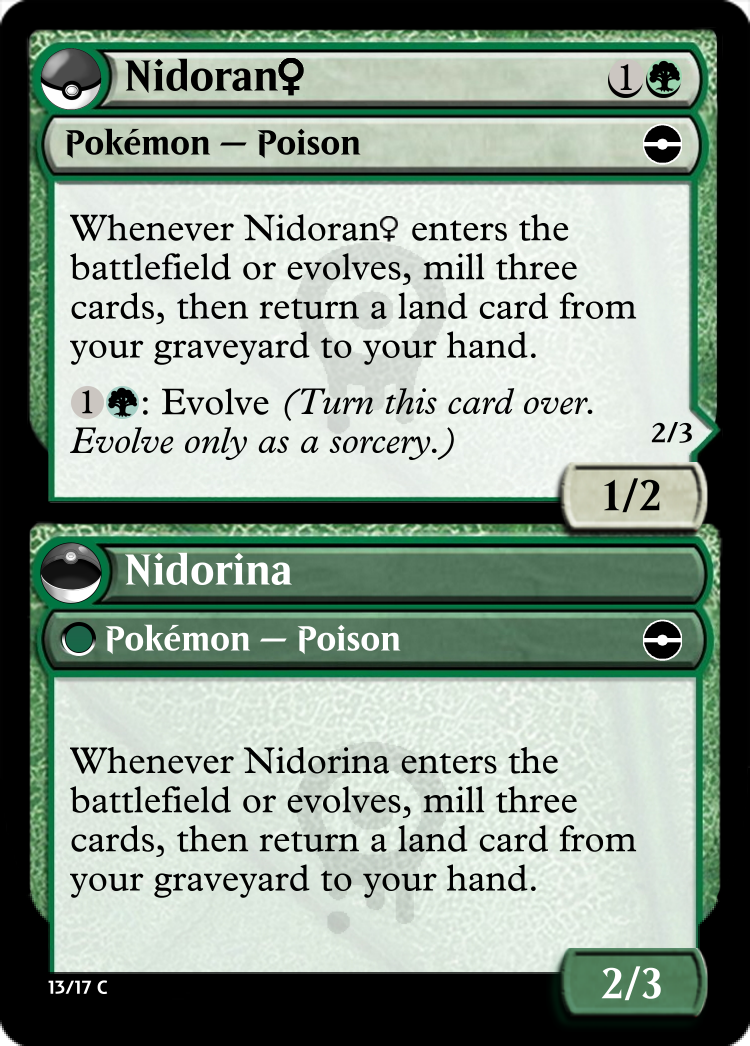 Nidoran♀ 1
Pokémon — Poison
Whenever Nidoran♀ enters the
battlefield or evolves, mill three
cards, then return a land card from
your graveyard to your hand.
1: Evolve (Turn this card over.
Evolve only as a sorcery.)
2/3
1/2
Nidorina
Pokémon — Poison
Whenever Nidorina enters the
battlefield or evolves, mill three
cards, then return a land card from
your graveyard to your hand.
13/17 C
2/3